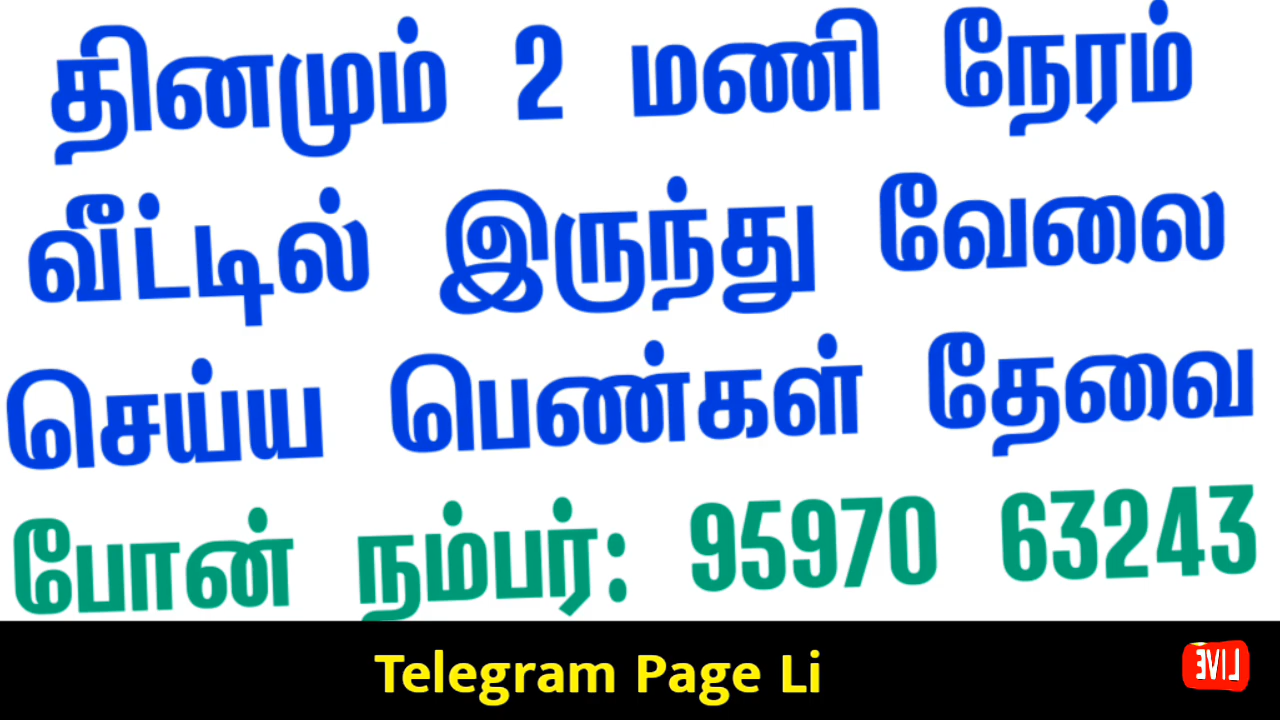 தினமும் 2 மணி நேரம்
வீட்டில் இருந்து வேலை
செய்ய பெண்கள் தேவை
போன் நம்பர்: 95970 63243
Telegram Page Li
LIVE